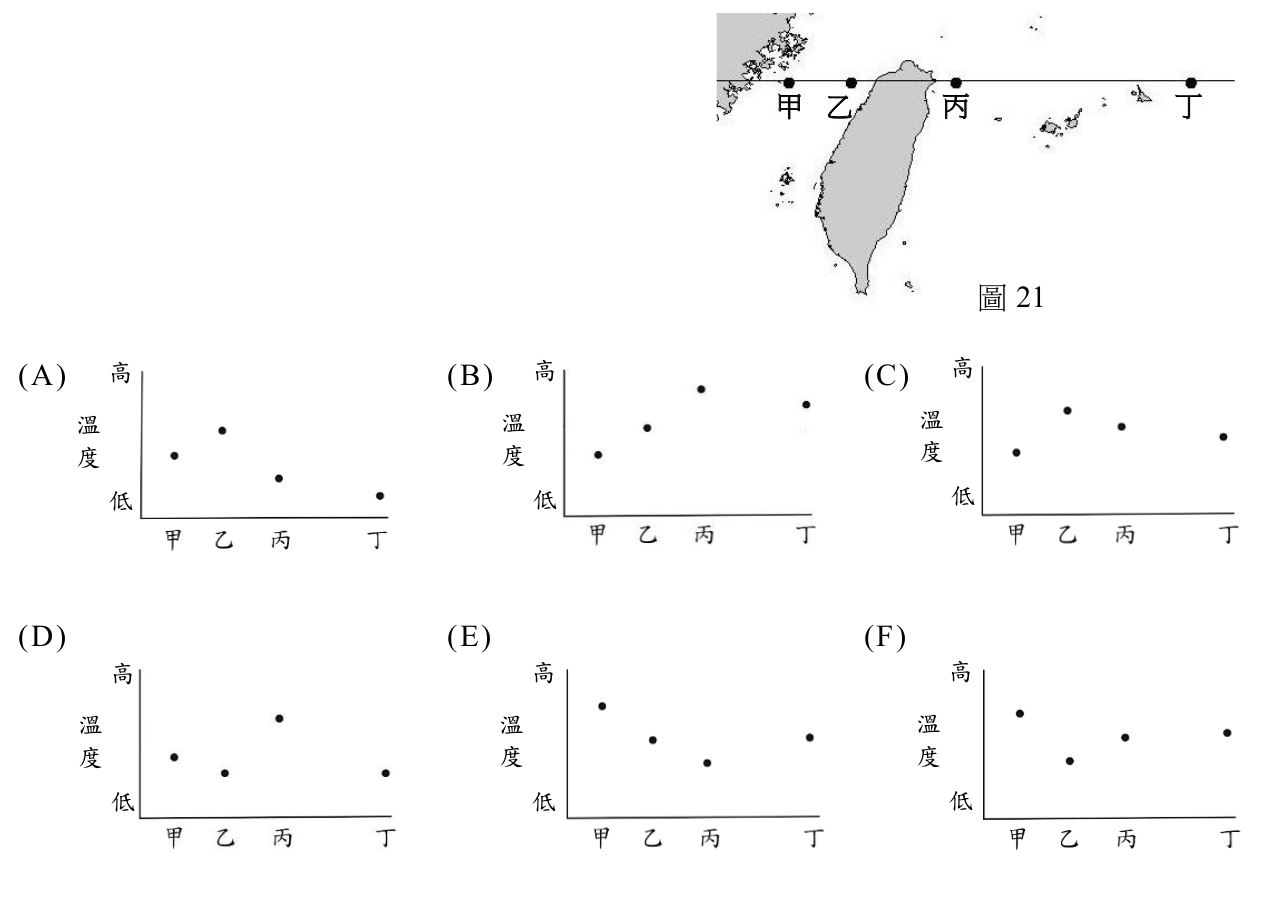 甲 乙 丙 丁
圖 21
(A) 高
溫
度
低
甲 乙 丙 丁
(B) 高
溫
度
低
甲 乙 丙 丁
(C) 高
溫
度
低
甲 乙 丙 丁
(D) 高
溫
度
低
甲 乙 丙 丁
(E) 高
溫
度
低
甲 乙 丙 丁
(F) 高
溫
度
低
甲 乙 丙 丁